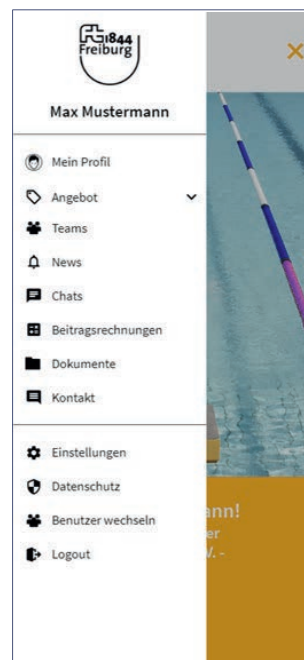 1844
Freiburg
Max Mustermann
Mein Profil
Angebot
Teams
News
Chats
Beitragsrechnungen
Dokumente
Kontakt
Einstellungen
Datenschutz
Benutzer wechseln
Logout
ann!
er
V. -